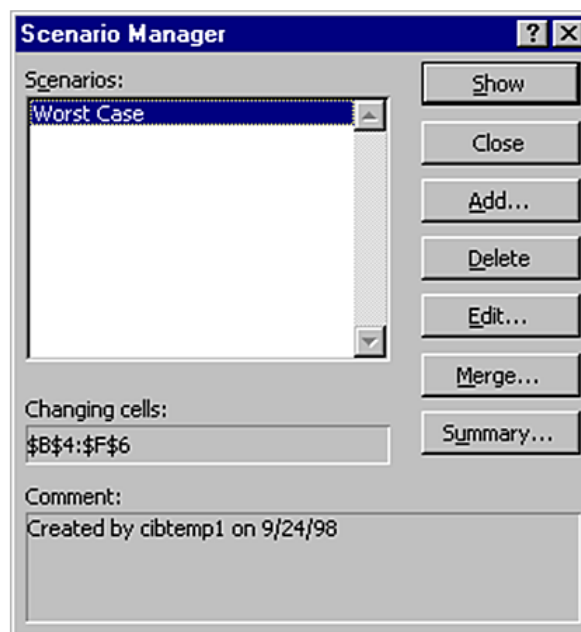 Scenario Manager
Scenarios:
Worst Case
Show
Close
Add...
Delete
Edit...
Merge...
Summary...
Changing cells:
$B$4:$F$6
Comment:
Created by cibtemp1 on 9/24/98